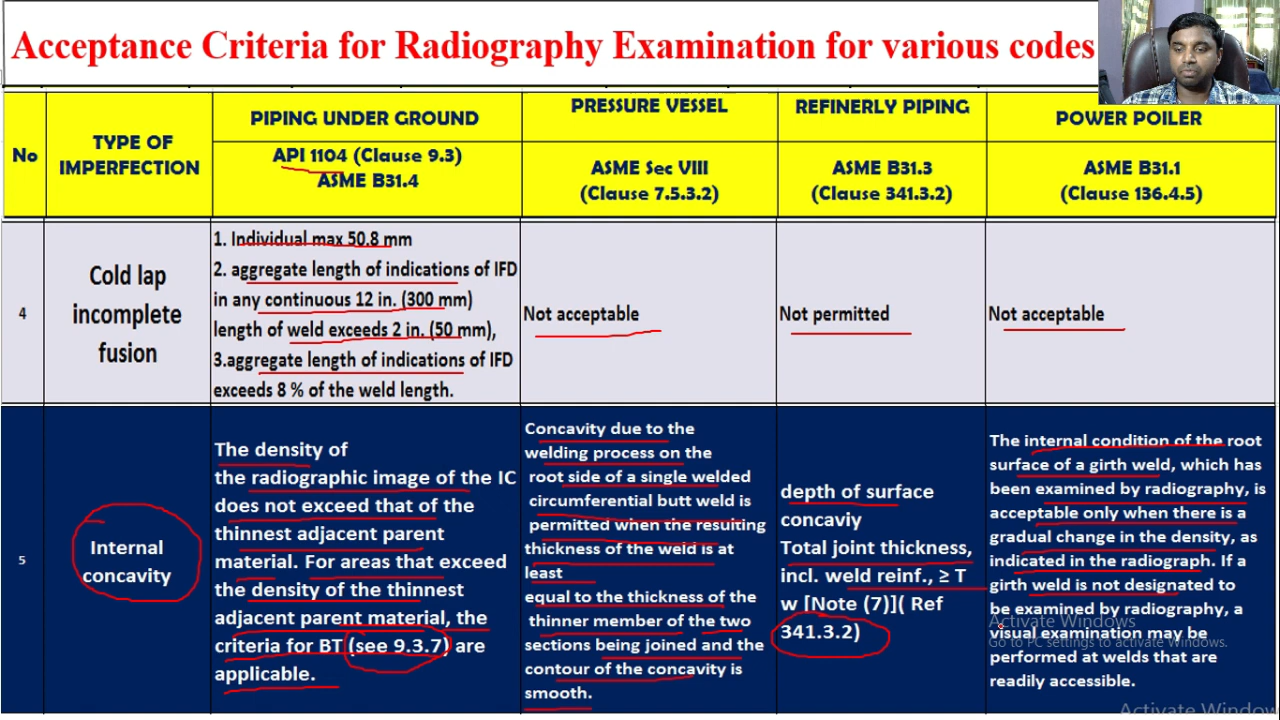 Acceptance Criteria for Radiography Examination for various codes
No
TYPE OF
IMPERFECTION
PIPING UNDER GROUND
API 1104 (Clause 9.3)
ASME B31.4
PRESSURE VESSEL
ASME Sec VIII
(Clause 7.5.3.2)
REFINERLY PIPING
ASME B31.3
(Clause 341.3.2)
POWER POILER
ASME B31.1
(Clause 136.4.5)
4
Cold lap
incomplete
fusion
1. Individual max 50.8 mm
2. aggregate length of indications of IFD
in any continuous 12 in. (300 mm)
length of weld exceeds 2 in. (50 mm),
3.aggregate length of indications of IFD
exceeds 8 % of the weld length.
Not acceptable
Not permitted
Not acceptable
5
Internal
concavity
The density of
the radiographic image of the IC
does not exceed that of the
thinnest adjacent parent
material. For areas that exceed
the density of the thinnest
adjacent parent material, the
criteria for BT (see 9.3.7) are
applicable.
Concavity due to the
welding process on the
root side of a single welded
circumferential butt weld is
permitted when the resulting
thickness of the weld is at
least
equal to the thickness of the
thinner member of the two
sections being joined and the
contour of the concavity is
smooth.
depth of surface
concaviy
Total joint thickness,
incl. weld reinf., ≥ T
w [Note (7)]( Ref
341.3.2)
The internal condition of the root
surface of a girth weld, which has
been examined by radiography, is
acceptable only when there is a
gradual change in the density, as
indicated in the radiograph. If a
girth weld is not designated to
be examined by radiography, a
visual examination may be
performed at welds that are
readily accessible.
Activate Windows
Go to PC settings to activate Windows.
Activate Window